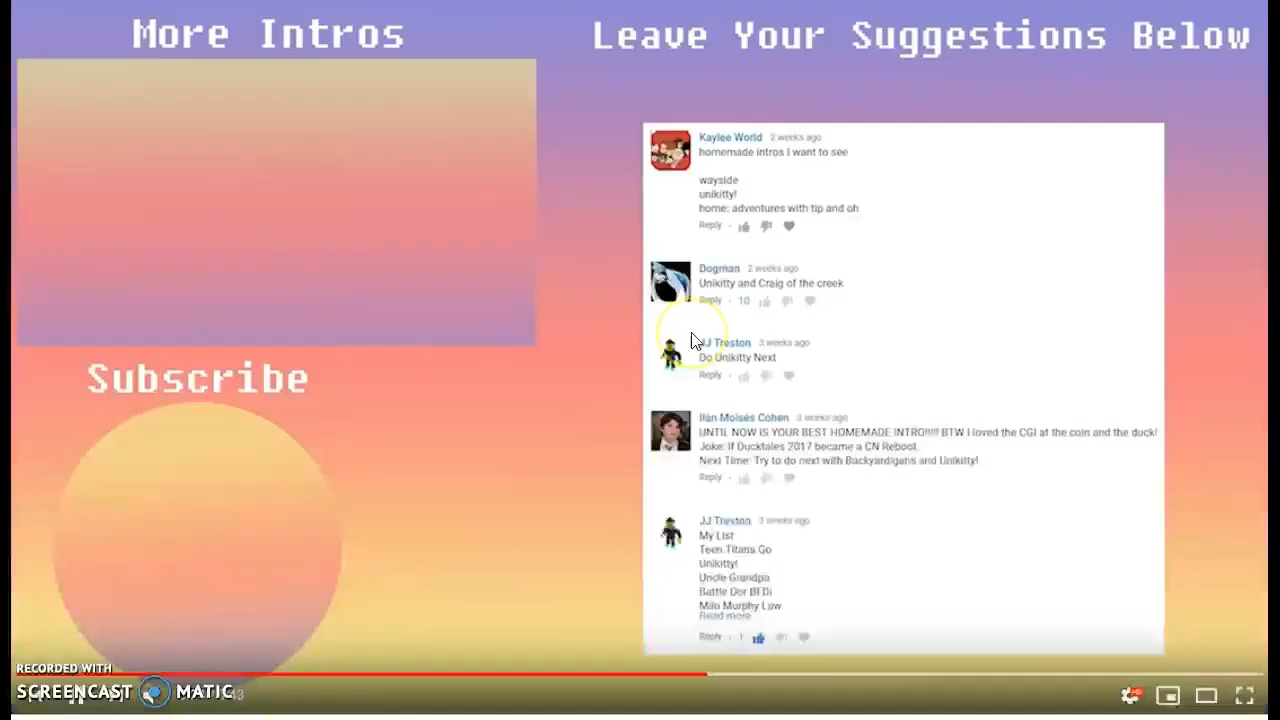 More Intros
Leave Your Suggestions Below
Kaylee World 2 weeks ago
homemade intros I want to see
wayside
unikitty!
home: adventures with tip and oh
Reply
Dogman 2 weeks ago
Unikitty and Craig of the creek
Reply · 10
JJ Treston 3 weeks ago
Do Unikitty Next
Reply
Ilán Moisés Cohen 3 weeks ago
UNTIL NOW IS YOUR BEST HOMEMADE INTRO!!!!! BTW I loved the CGI at the coin and the duck!
Joke: If Ducktales 2017 became a CN Reboot.
Next Time: Try to do next with Backyardigans and Unikitty!
Reply
JJ Treston 3 weeks ago
My List
Teen Titans Go
Unikitty!
Uncle Grandpa
Battle Dor BFDI
Milo Murphy Law
Read more
Reply · 1
Subscribe
RECORDED WITH
SCREENCAST MATIC
HD